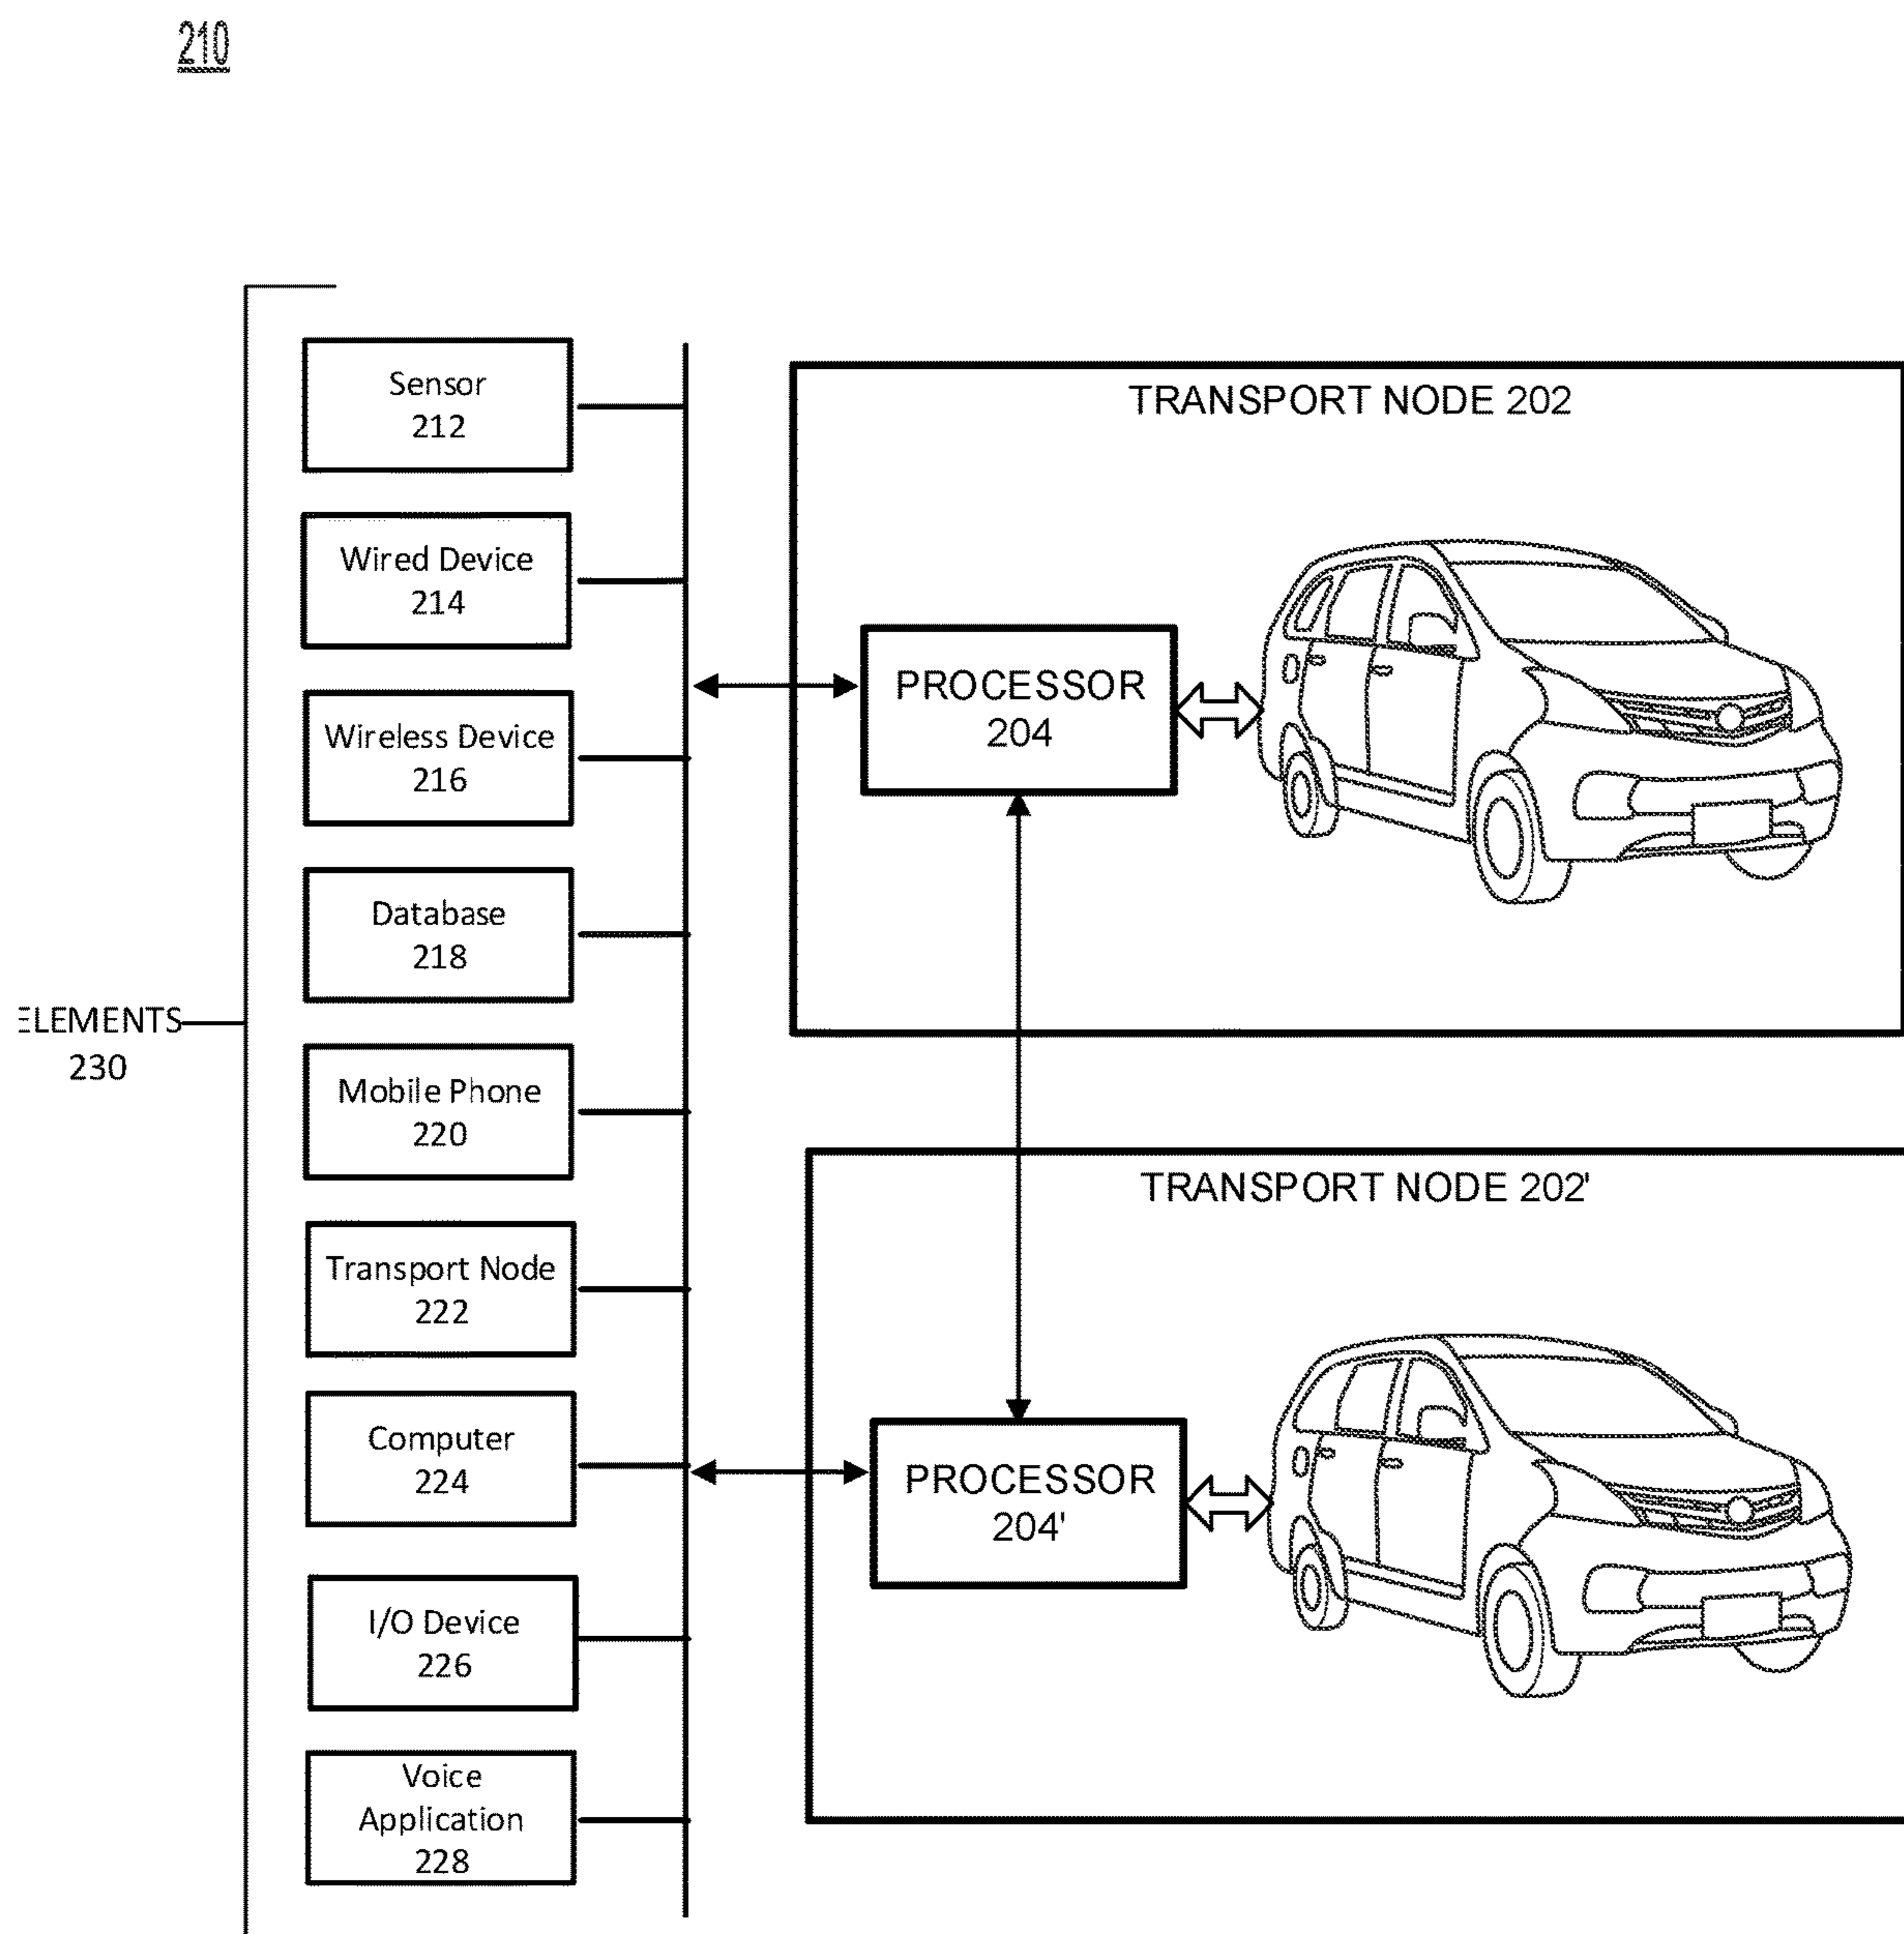 210
Sensor
212
Wired Device
214
Wireless Device
216
Database
218
ELEMENTS
230
Mobile Phone
220
Transport Node
222
Computer
224
I/O Device
226
Voice
Application
228
TRANSPORT NODE 202
PROCESSOR
204
TRANSPORT NODE 202'
PROCESSOR
204'